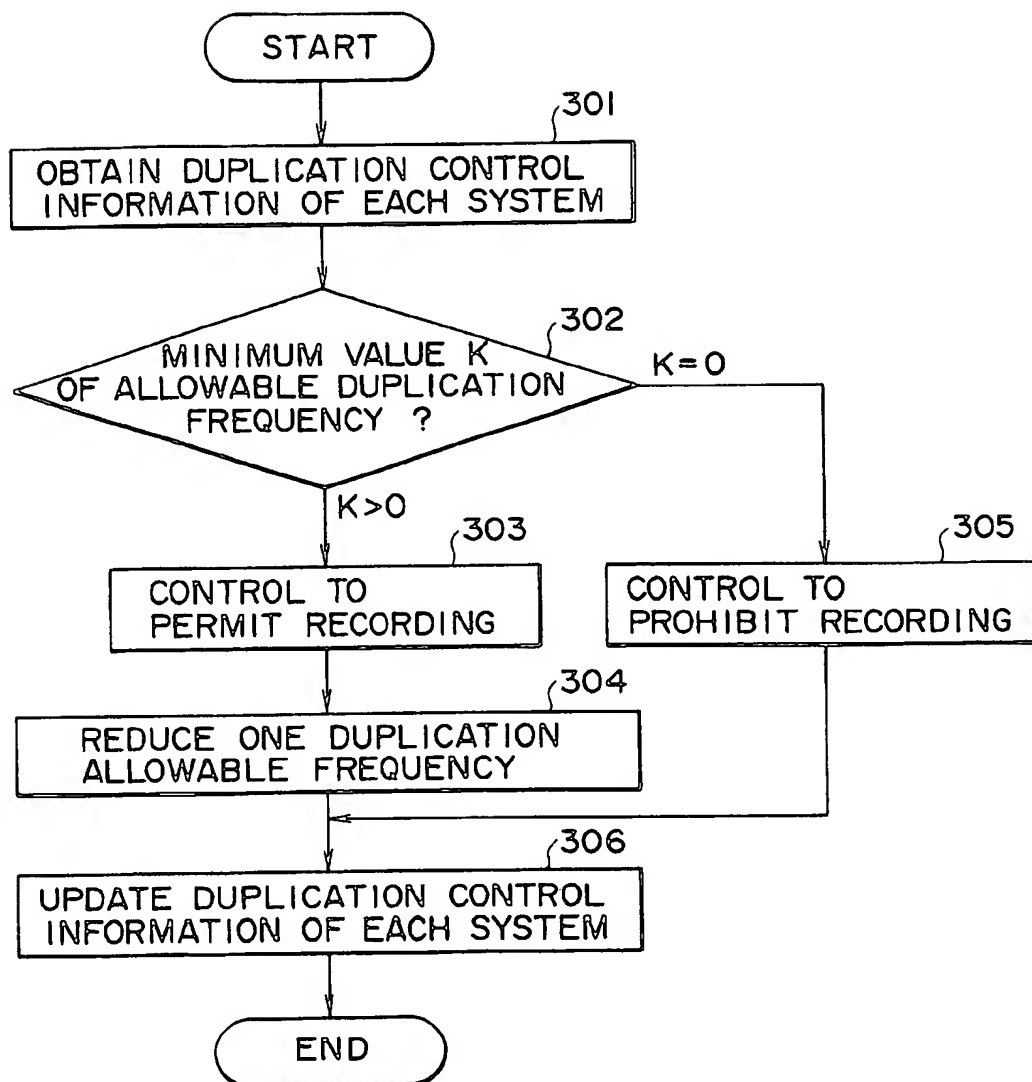 START
301
OBTAIN DUPLICATION CONTROL
INFORMATION OF EACH SYSTEM
302
MINIMUM VALUE K
OF ALLOWABLE DUPLICATION
FREQUENCY ?
K=0
K>0
303
CONTROL TO
PERMIT RECORDING
305
CONTROL TO
PROHIBIT RECORDING
304
REDUCE ONE DUPLICATION
ALLOWABLE FREQUENCY
306
UPDATE DUPLICATION CONTROL
INFORMATION OF EACH SYSTEM
END